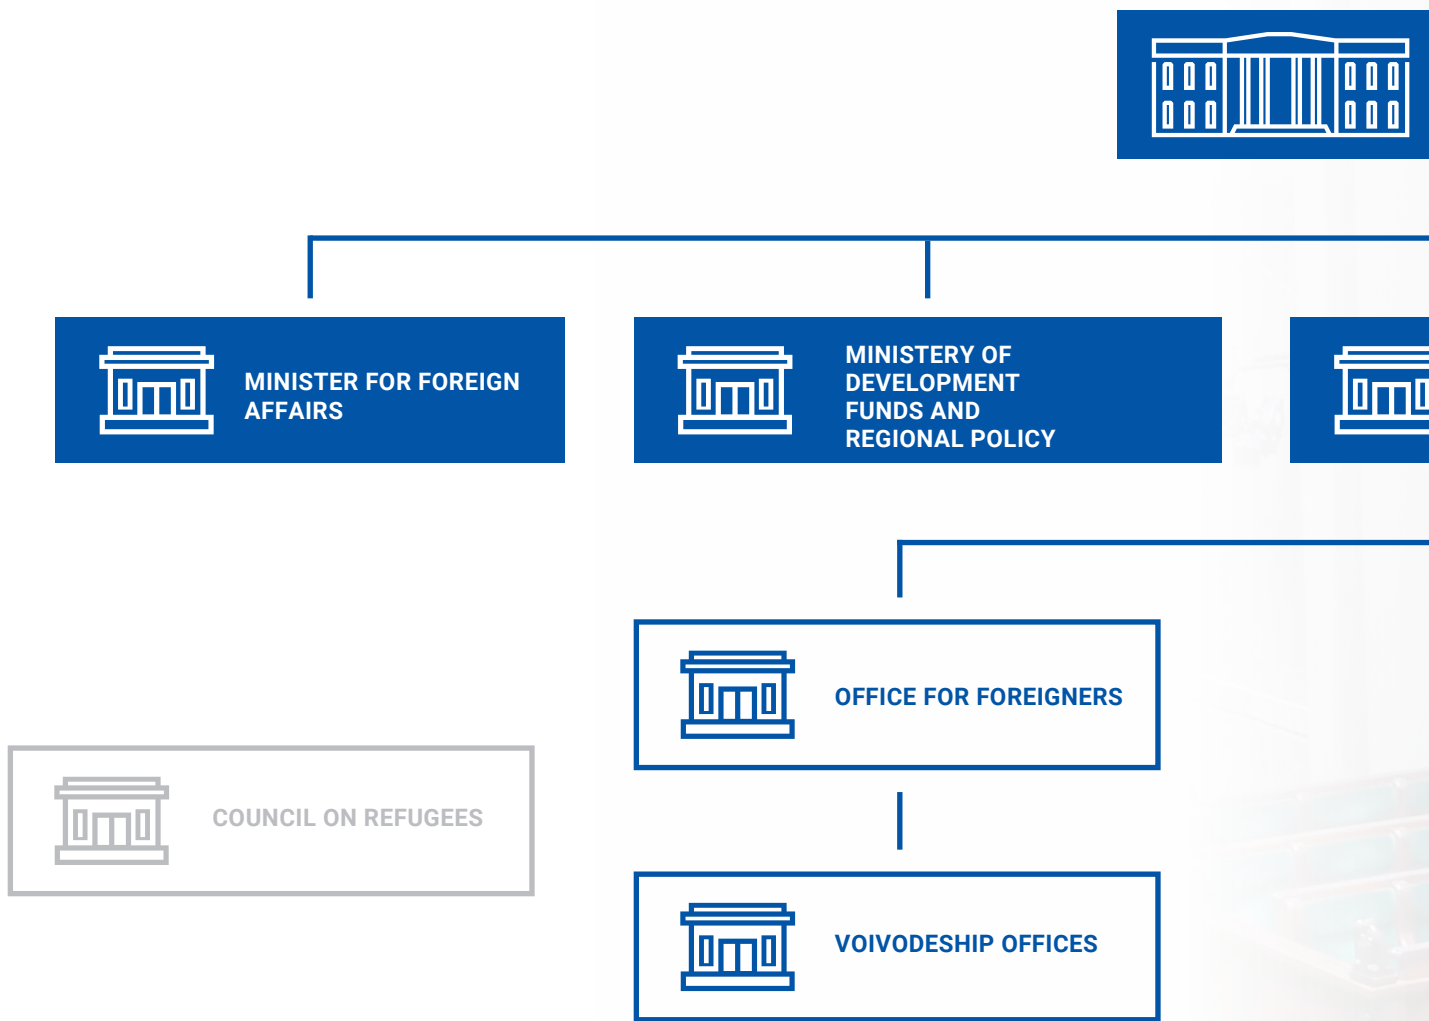 MINISTER FOR FOREIGN
AFFAIRS
MINISTERY OF
DEVELOPMENT
FUNDS AND
REGIONAL POLICY
OFFICE FOR FOREIGNERS
COUNCIL ON REFUGEES
VOIVODESHIP OFFICES